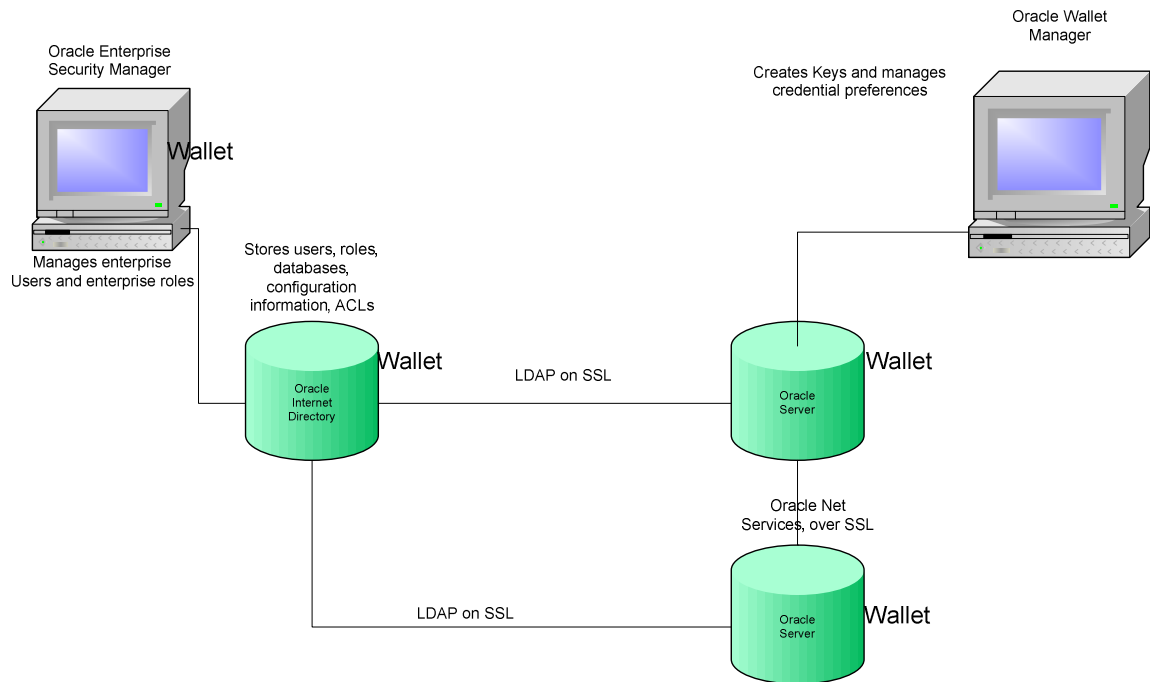 Oracle Enterprise
Security Manager
Wallet
Manages enterprise
Users and enterprise roles
Oracle Wallet
Manager
Creates Keys and manages
credential preferences
Stores users, roles,
databases,
configuration
information, ACLs
Oracle
Internet
Directory
Wallet
LDAP on SSL
Oracle
Server
Wallet
Oracle Net
Services, over SSL
LDAP on SSL
Oracle
Server
Wallet